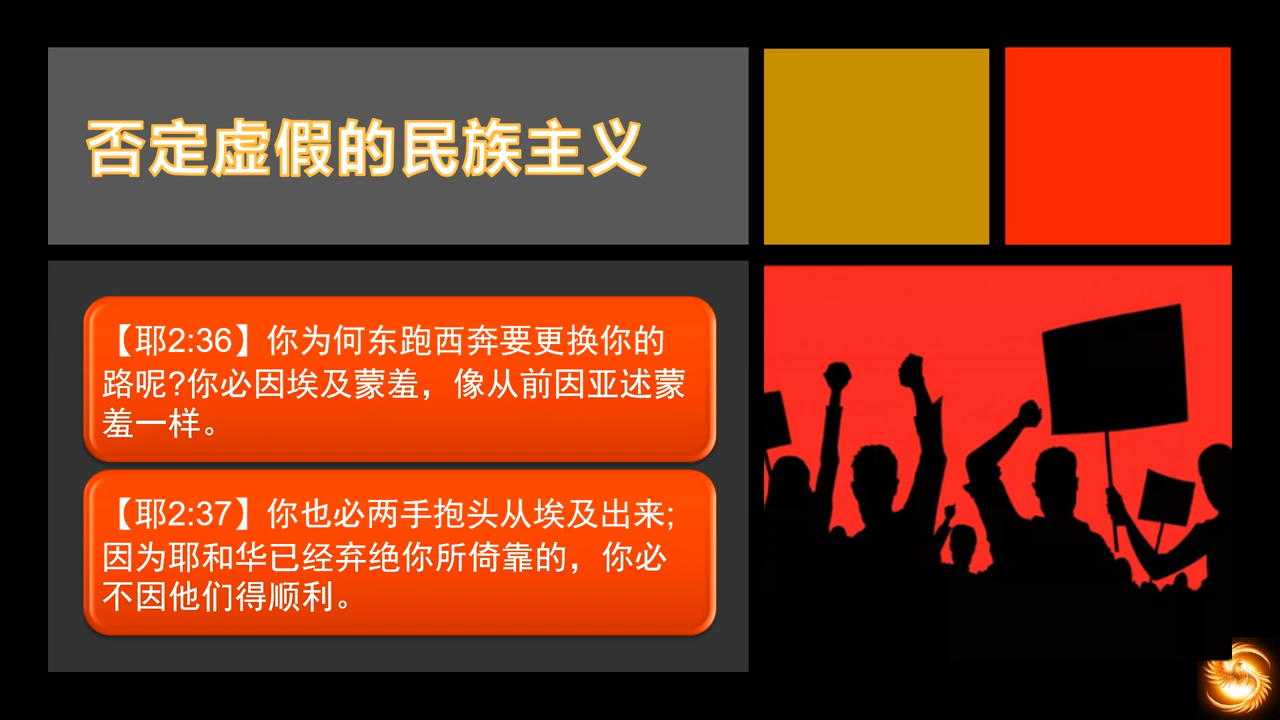 否定虚假的民族主义
【耶2:36】你为何东跑西奔要更换你的
路呢?你必因埃及蒙羞，像从前因亚述蒙
羞一样。
【耶2:37】你也必两手抱头从埃及出来;
因为耶和华已经弃绝你所倚靠的，你必
不因他们得顺利。